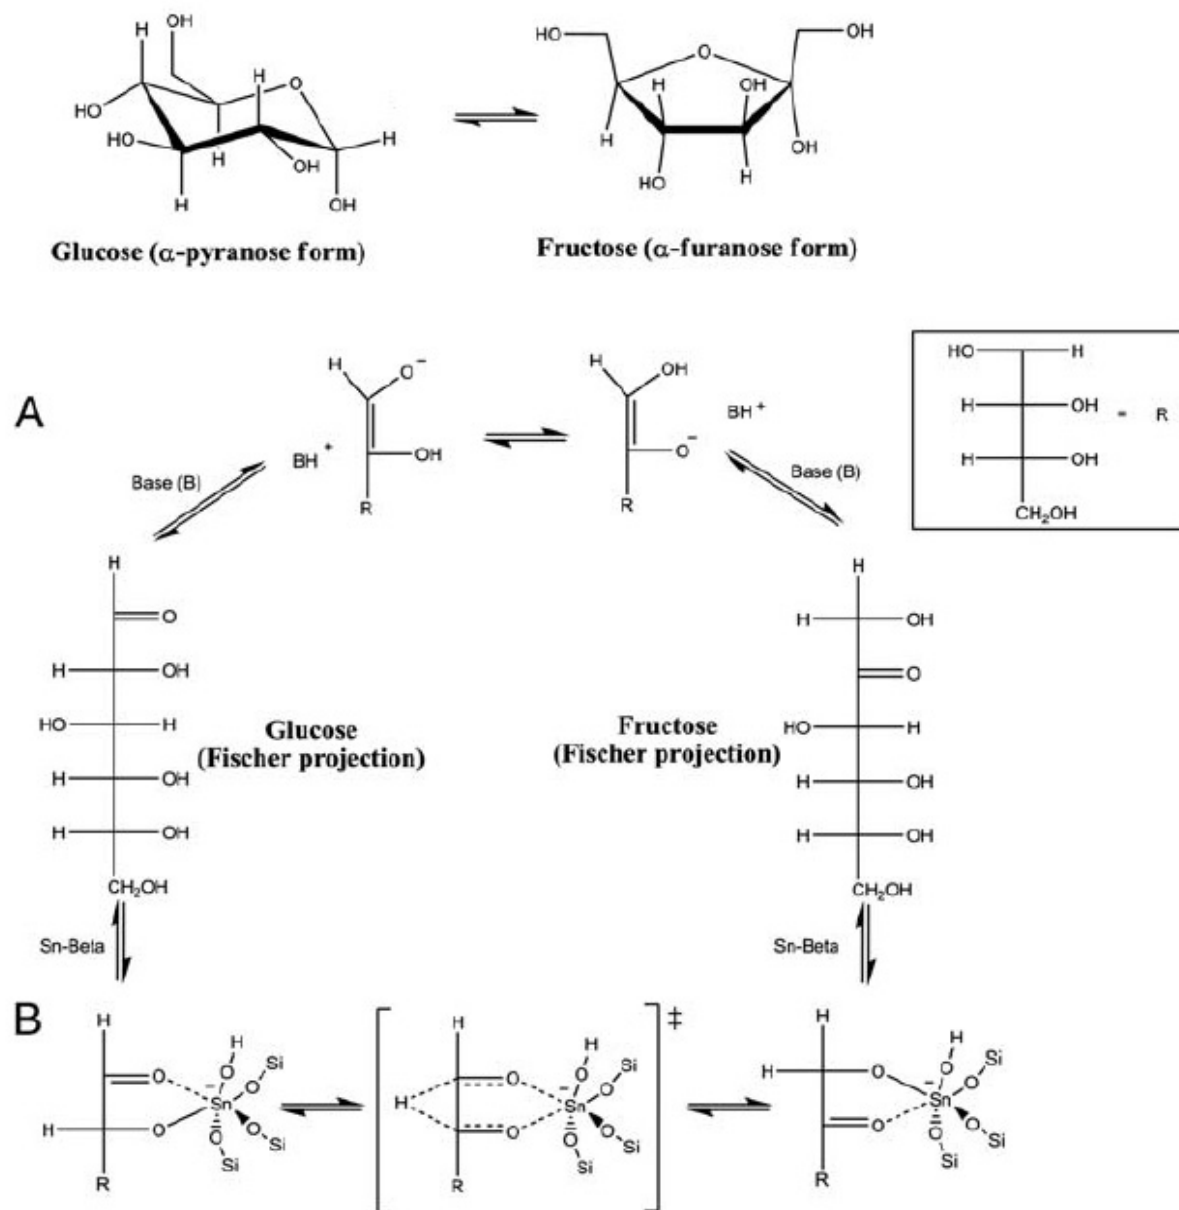 H OH
H O
HO
HO H OH H
H OH
Glucose (α-pyranose form)
HO O OH
H OH
H OH
HO H
Fructose (α-furanose form)
A
H O⁻
BH⁺ OH
R
H OH
BH⁺
O⁻
R
HO H
H OH = R
H OH
CH₂OH
Base (B)
Base (B)
H
O
H OH
HO H
H OH
H OH
CH₂OH
Glucose
(Fischer projection)
Fructose
(Fischer projection)
H
H OH
O
HO H
H OH
H OH
CH₂OH
Sn-Beta
Sn-Beta
B
H H
O O Si
− O
H O Sn O
O Si
R Si
‡
H H
O O Si
− O
H Sn
O O Si
O
R Si
H H
H O O Si
− O
Sn
O O Si
O
R Si